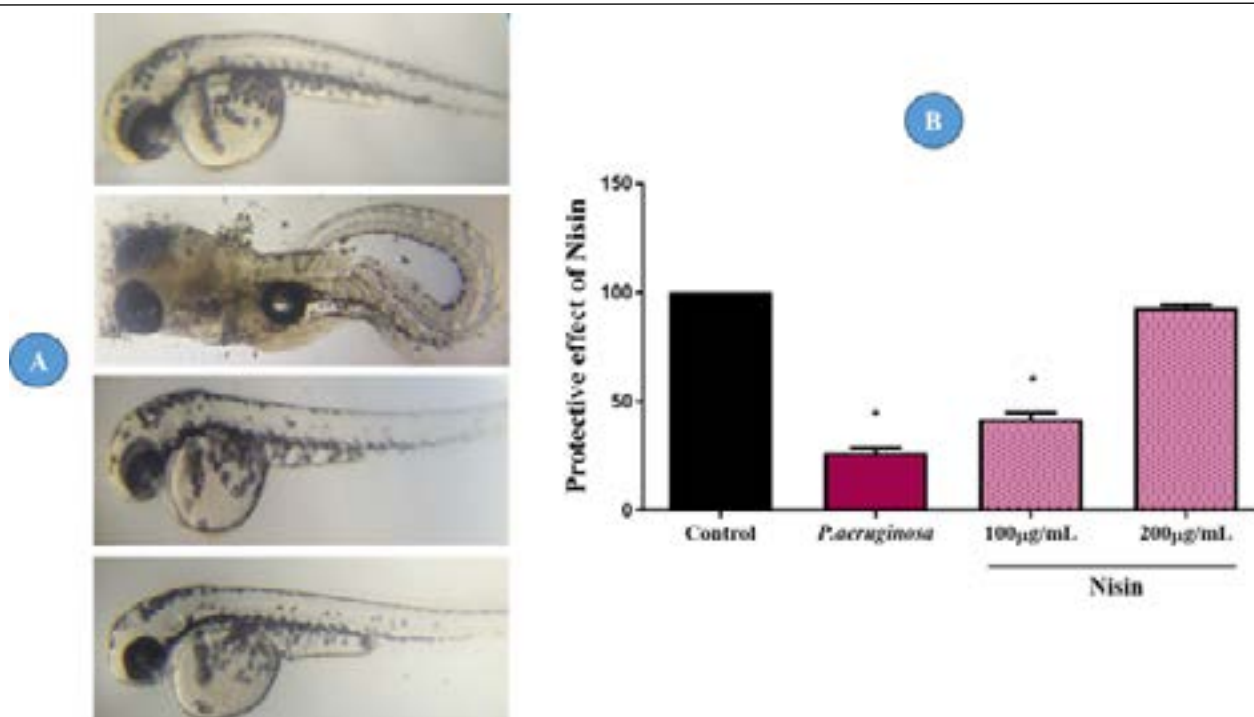 A
B
Protective effect of Nisin
150
100
50
0
*
*
Control
P.aeruginosa
100µg/mL
200µg/mL
Nisin